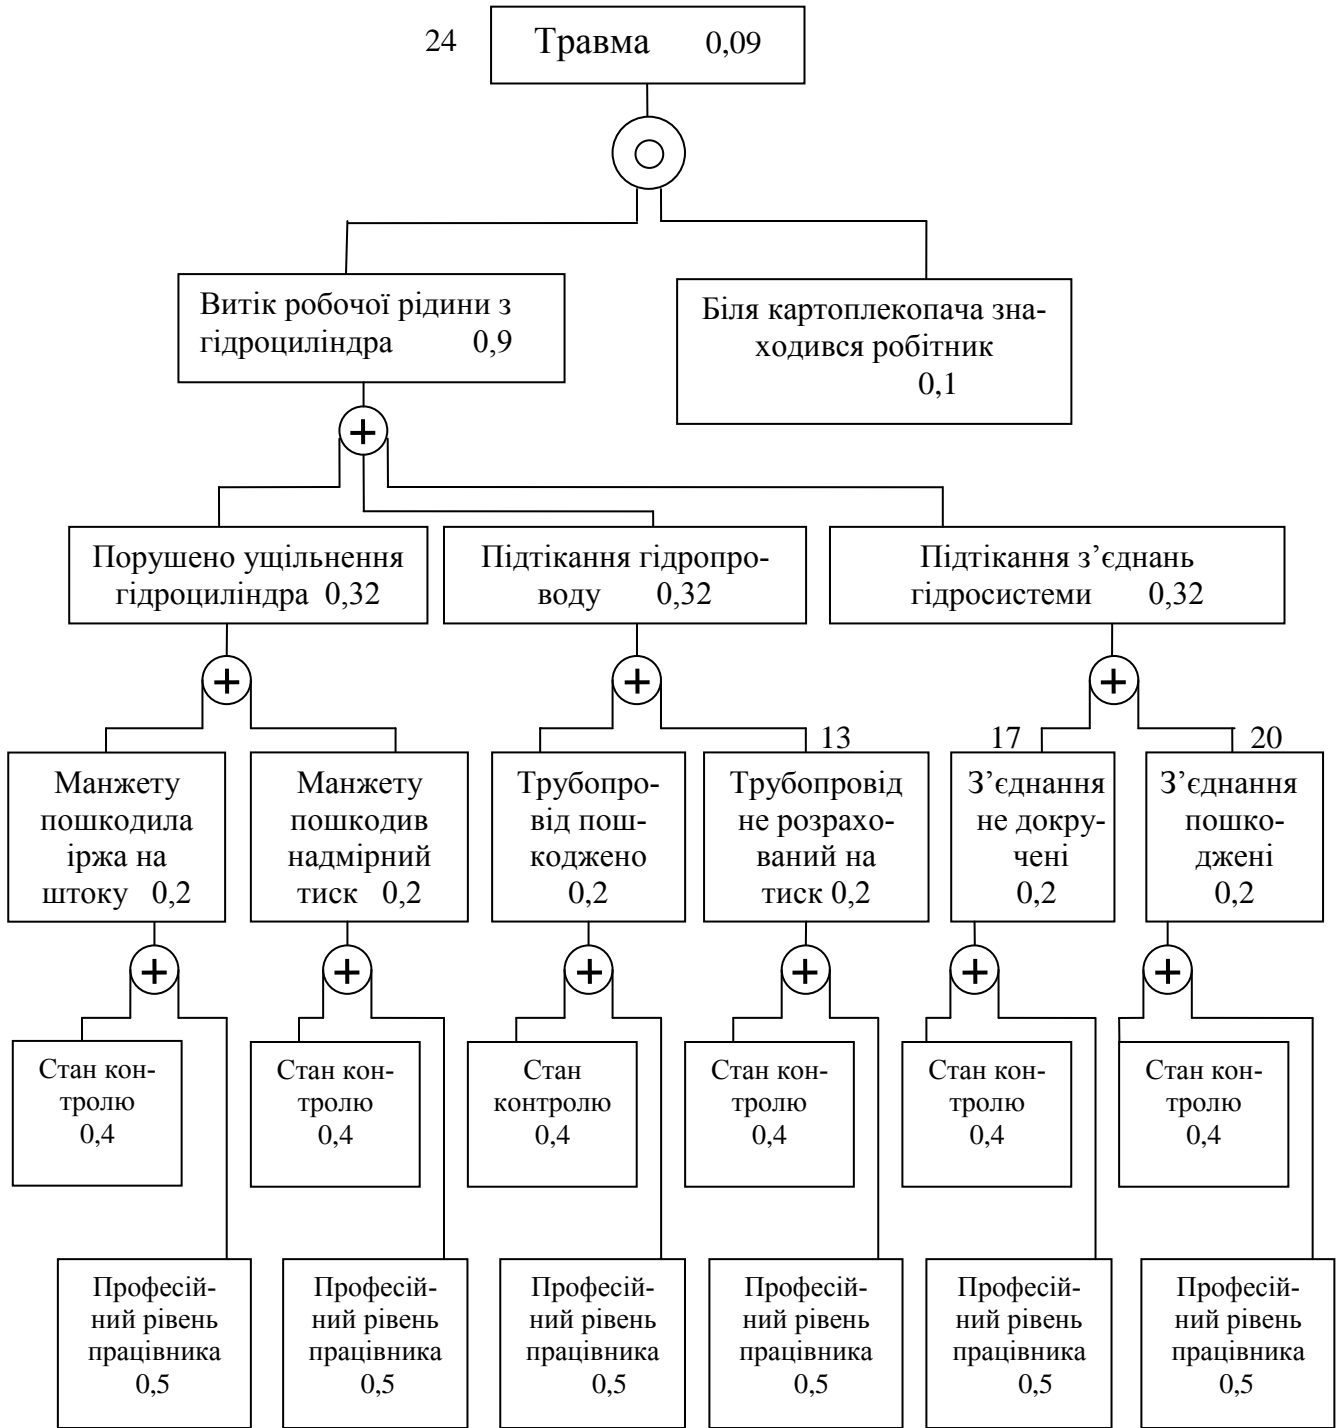 24
Травма 0,09
Витік робочої рідини з
гідроциліндра 0,9
Біля картоплекопача зна-
ходився робітник
0,1
+
Порушено ущільнення
гідроциліндра 0,32
Підтікання гідропро-
воду 0,32
Підтікання з’єднань
гідросистеми 0,32
+
+
+
Манжету
пошкодила
іржа на
штоку 0,2
Манжету
пошкодив
надмірний
тиск 0,2
Трубопро-
від пош-
коджено
0,2
13
Трубопровід
не розрахо-
ваний на
тиск 0,2
17
З’єднання
не докру-
чені
0,2
20
З’єднання
пошко-
джені
0,2
+
+
+
+
+
+
Стан кон-
тролю
0,4
Стан кон-
тролю
0,4
Стан
контролю
0,4
Стан кон-
тролю
0,4
Стан кон-
тролю
0,4
Стан кон-
тролю
0,4
Професій-
ний рівень
працівника
0,5
Професій-
ний рівень
працівника
0,5
Професій-
ний рівень
працівника
0,5
Професій-
ний рівень
працівника
0,5
Професій-
ний рівень
працівника
0,5
Професій-
ний рівень
працівника
0,5